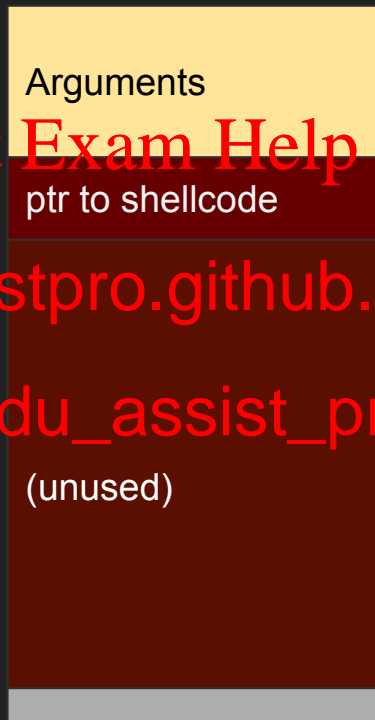 Arguments
Exam Help
ptr to shellcode
stpro.github.
du_assist_pr
(unused)